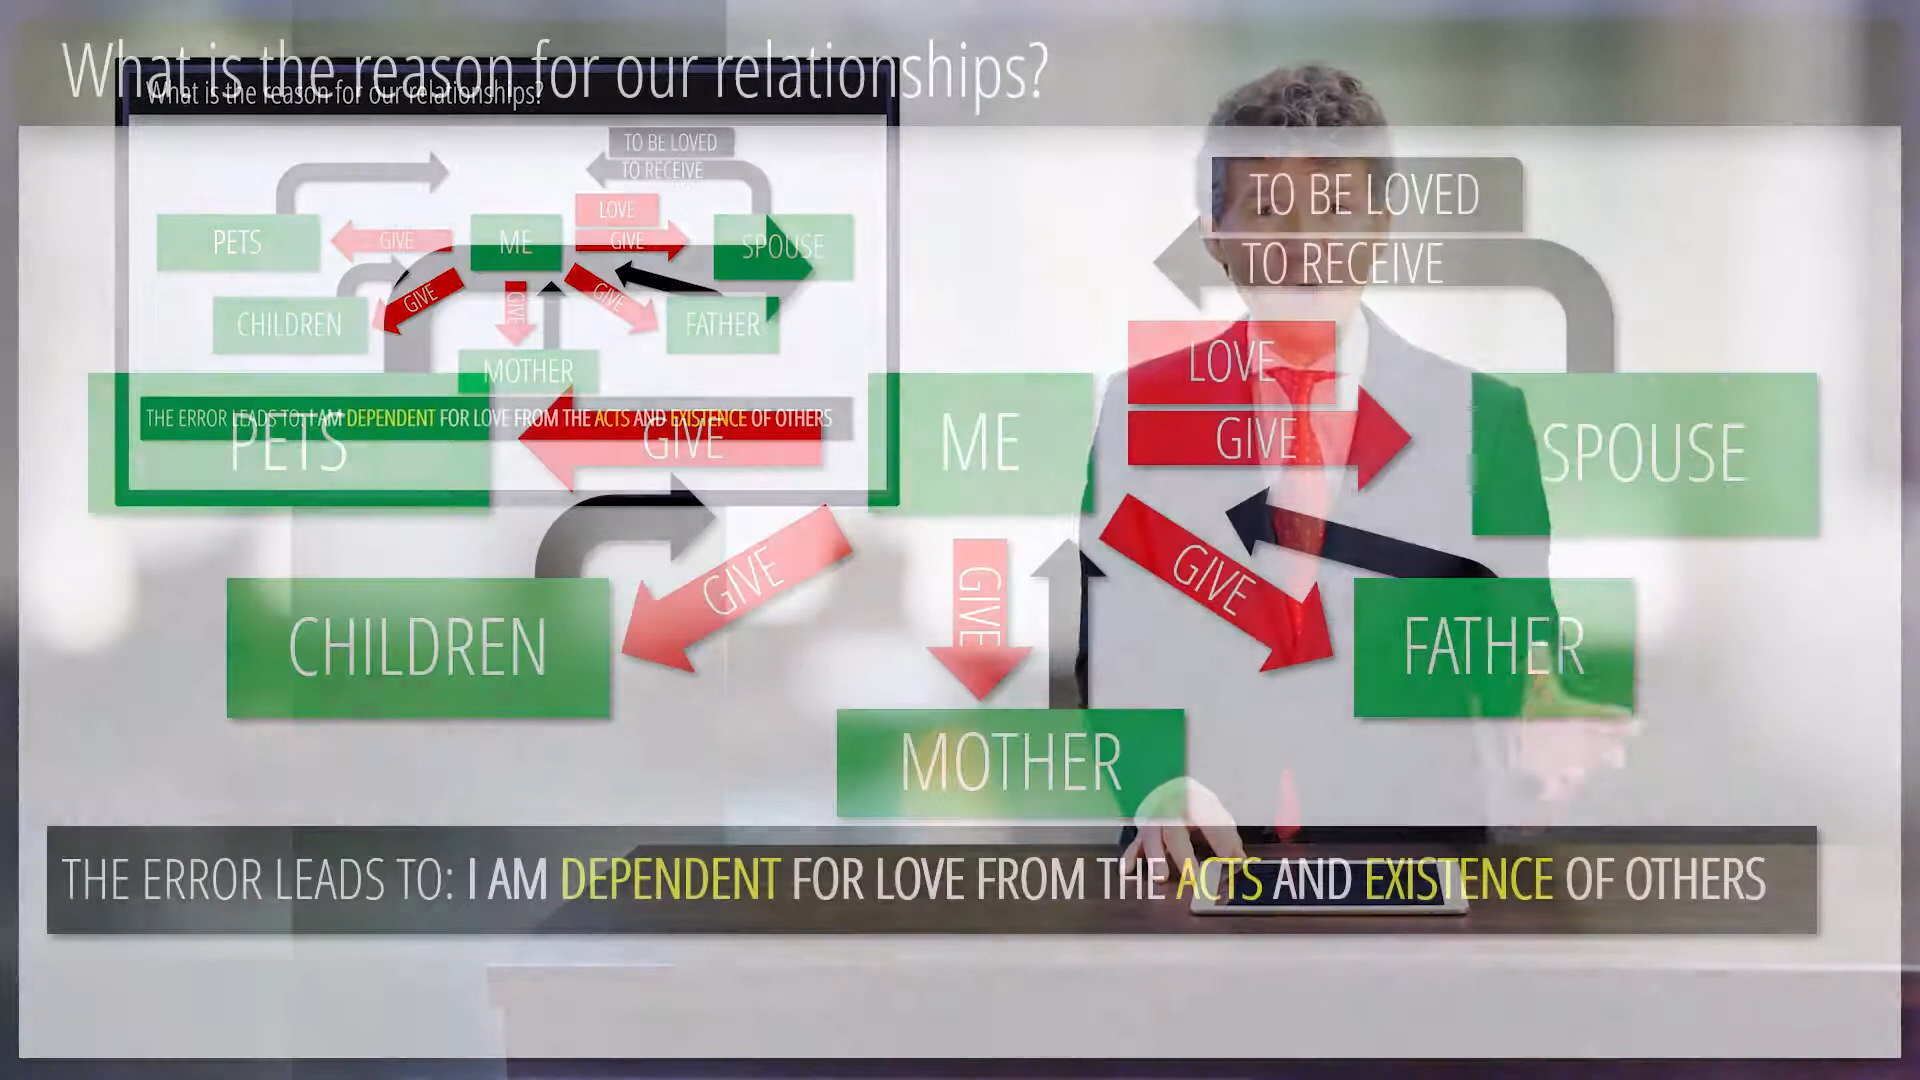 What is the reason for our relationships?
What is the reason for our relationships?
TO BE LOVED
TO RECEIVE
LOVE
PETS
GIVE
ME
GIVE
SPOUSE
GIVE
GIVE
GIVE
CHILDREN
FATHER
MOTHER
THE ERROR LEADS TO: I AM DEPENDENT FOR LOVE FROM THE ACTS AND EXISTENCE OF OTHERS
TO BE LOVED
TO RECEIVE
LOVE
PETS
GIVE
ME
GIVE
SPOUSE
GIVE
GIVE
GIVE
CHILDREN
FATHER
MOTHER
THE ERROR LEADS TO: I AM DEPENDENT FOR LOVE FROM THE ACTS AND EXISTENCE OF OTHERS